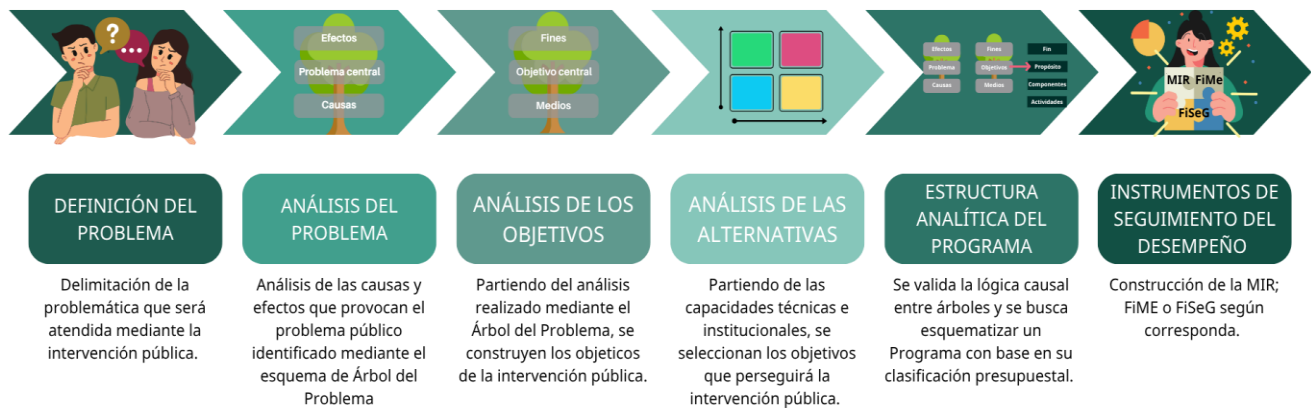 ?
...
Efectos
Problema central
Causas
Fines
Objetivo central
Medios
Efectos
Problema
Causas
Fines
Objetivos
Medios
Fin
Propósito
Componentes
Actividades
MIR FiMe
FiSeG
DEFINICIÓN DEL
PROBLEMA
Delimitación de la
problemática que será
atendida mediante la
intervención pública.
ANÁLISIS DEL
PROBLEMA
Análisis de las causas y
efectos que provocan el
problema público
identificado mediante el
esquema de Árbol del
Problema
ANÁLISIS DE LOS
OBJETIVOS
Partiendo del análisis
realizado mediante el
Árbol del Problema, se
construyen los objeticos
de la intervención pública.
ANÁLISIS DE LAS
ALTERNATIVAS
Partiendo de las
capacidades técnicas e
institucionales, se
seleccionan los objetivos
que perseguirá la
intervención pública.
ESTRUCTURA
ANALÍTICA DEL
PROGRAMA
Se valida la lógica causal
entre árboles y se busca
esquematizar un
Programa con base en su
clasificación presupuestal.
INSTRUMENTOS DE
SEGUIMIENTO DEL
DESEMPEÑO
Construcción de la MIR;
FiME o FiSeG según
corresponda.